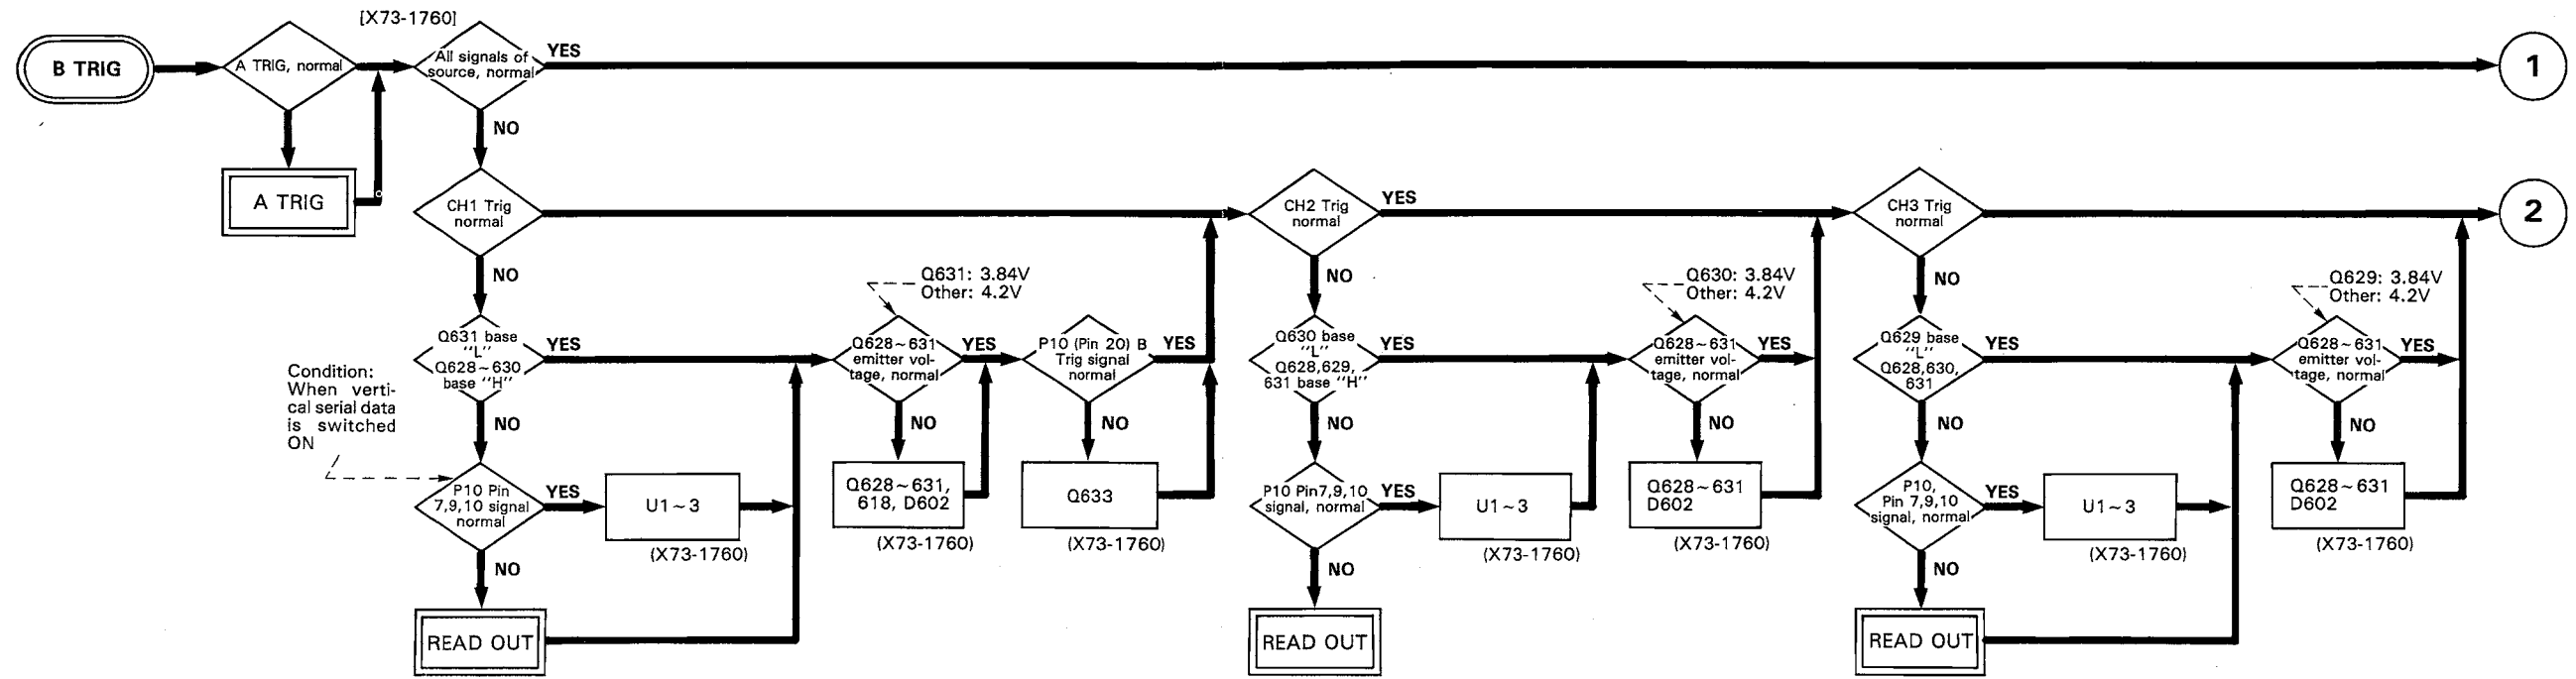 [X73-1760]
B TRIG
A TRIG, normal
All signals of
source, normal
YES
1
NO
A TRIG
CH1 Trig
normal
CH2 Trig
normal
YES
CH3 Trig
normal
2
NO
NO
NO
Q631: 3.84V
Other: 4.2V
Q630: 3.84V
Other: 4.2V
Q629: 3.84V
Other: 4.2V
Q631 base
"L"
Q628~630
base "H"
YES
Q628~631
emitter vol-
tage, normal
YES
P10 (Pin 20) B
Trig signal
normal
YES
Q630 base
"L"
Q628,629,
631 base "H"
YES
Q628~631
emitter vol-
tage, normal
YES
Q629 base
"L"
Q628,630,
631
YES
Q628~631
emitter vol-
tage, normal
YES
Condition:
When verti-
cal serial data
is switched
ON
NO
NO
NO
NO
NO
NO
NO
P10 Pin
7,9,10 signal
normal
YES
U1~3
(X73-1760)
Q628~631,
618, D602
(X73-1760)
Q633
(X73-1760)
P10 Pin7,9,10
signal, normal
YES
U1~3
(X73-1760)
Q628~631
D602
(X73-1760)
P10,
Pin 7,9,10
signal, normal
YES
U1~3
(X73-1760)
Q628~631
D602
(X73-1760)
NO
NO
NO
READ OUT
READ OUT
READ OUT